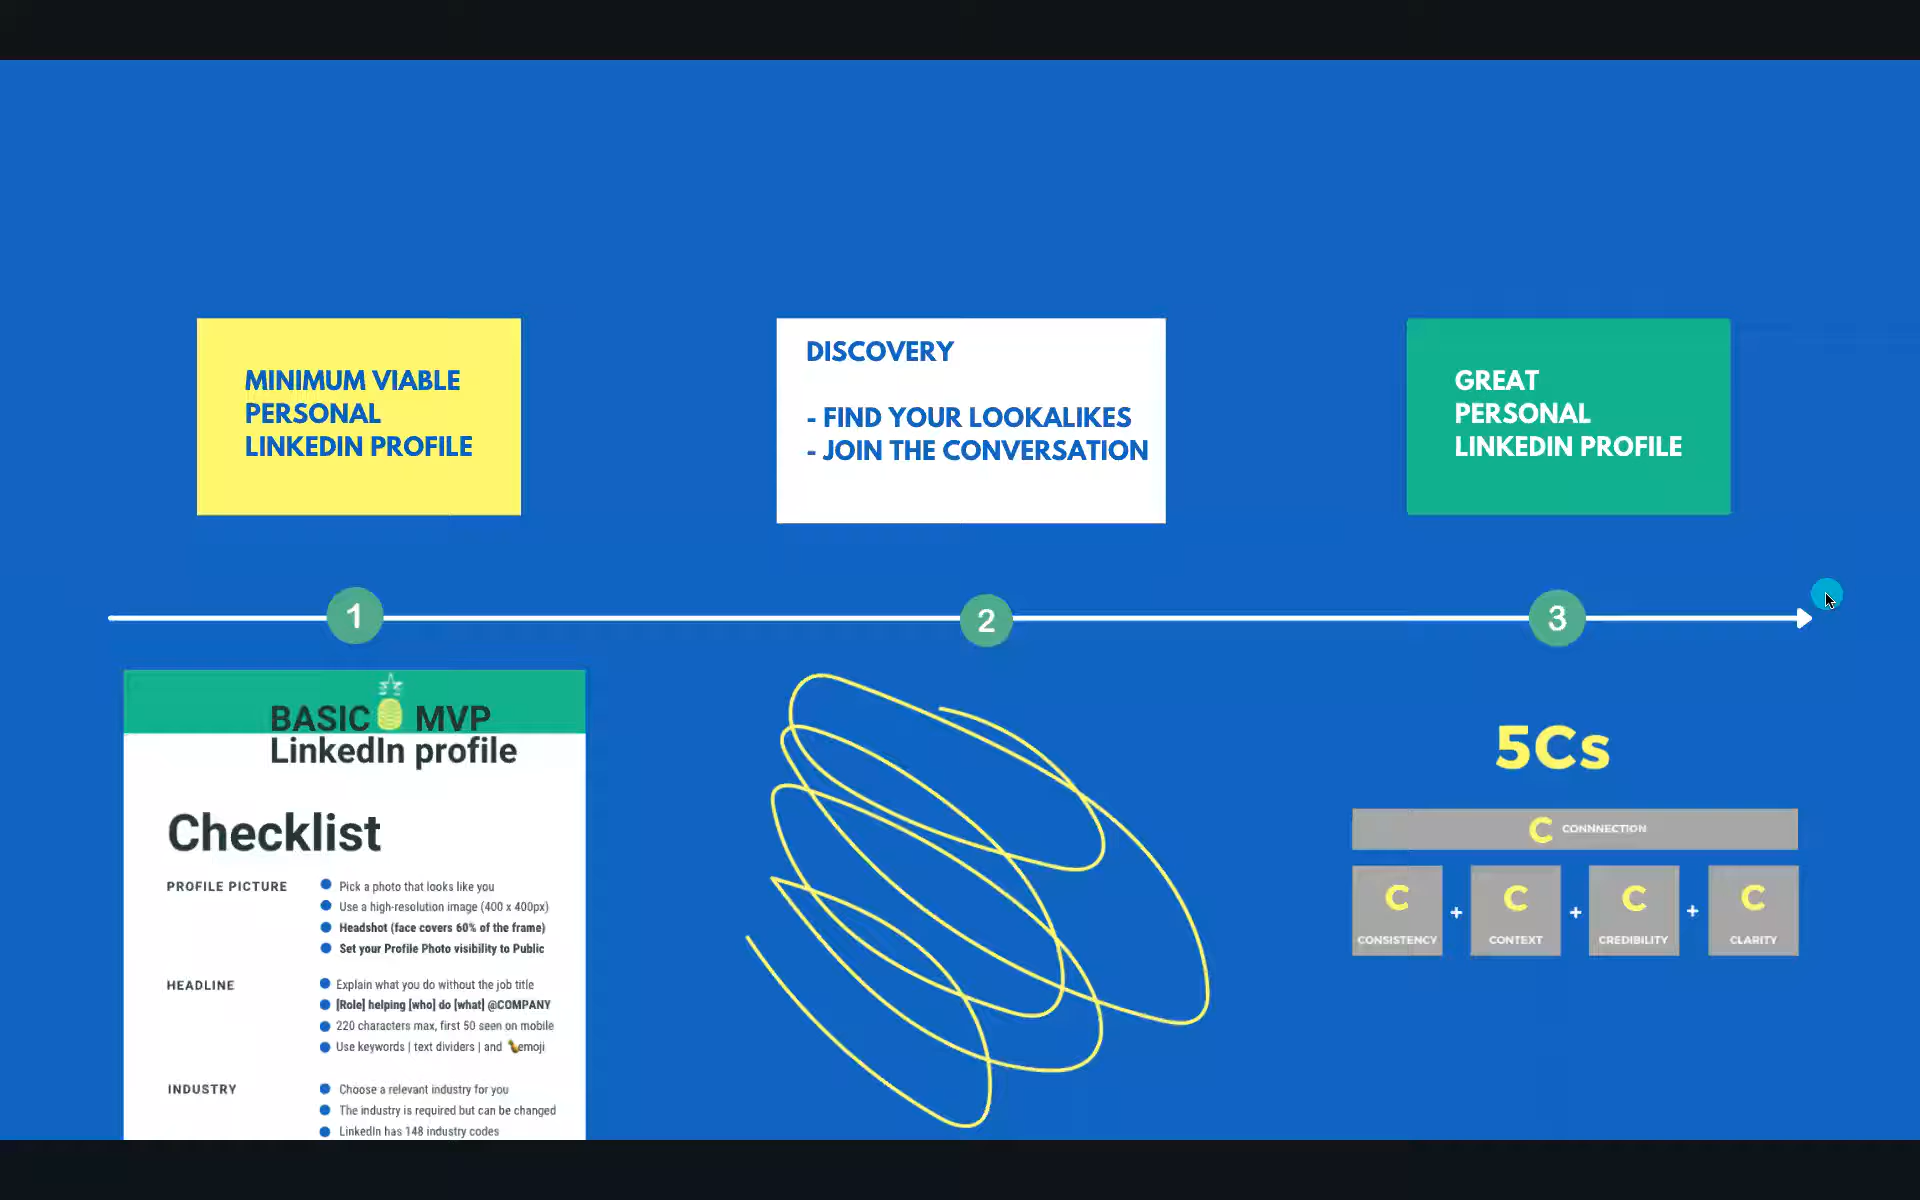 MINIMUM VIABLE
PERSONAL
LINKEDIN PROFILE
DISCOVERY
- FIND YOUR LOOKALIKES
- JOIN THE CONVERSATION
GREAT
PERSONAL
LINKEDIN PROFILE
1
2
3
BASIC MVP
LinkedIn profile
Checklist
PROFILE PICTURE
Pick a photo that looks like you
Use a high-resolution image (400 x 400px)
Headshot (face covers 60% of the frame)
Set your Profile Photo visibility to Public
HEADLINE
Explain what you do without the job title
[Role] helping [who] do [what] @COMPANY
220 characters max, first 50 seen on mobile
Use keywords | text dividers | and emoji
INDUSTRY
Choose a relevant industry for you
The industry is required but can be changed
LinkedIn has 148 industry codes
5Cs
C CONNNECTION
C + C + C + C
CONSISTENCY CONTEXT CREDIBILITY CLARITY